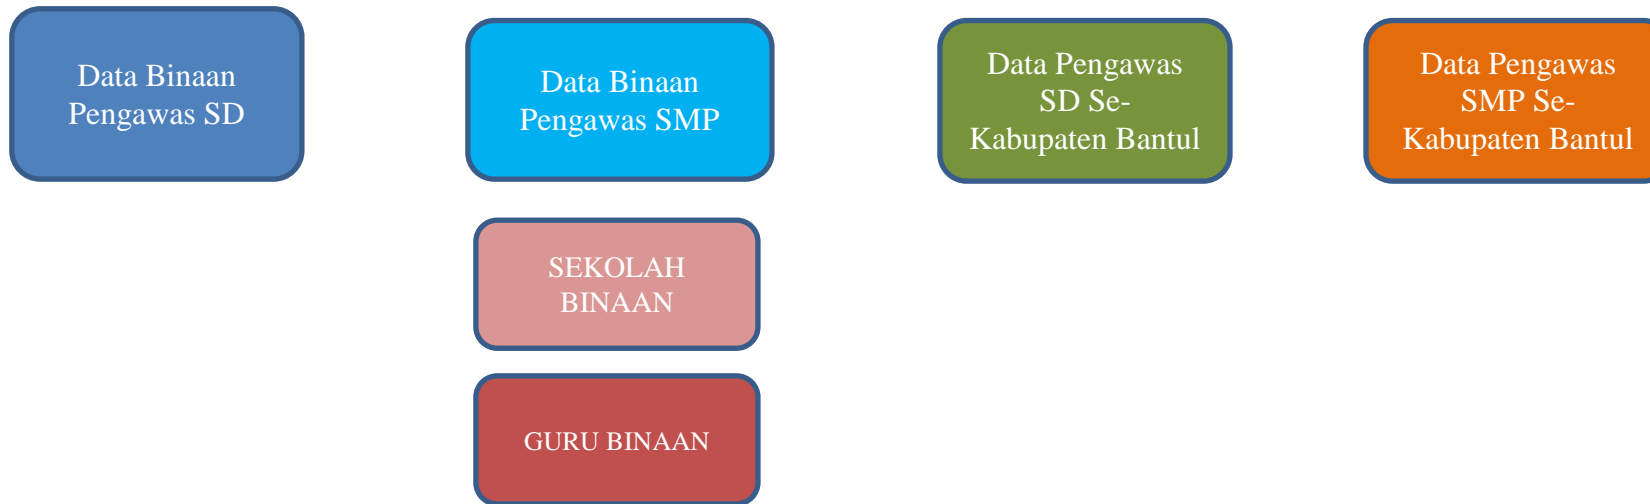 Data Binaan
Pengawas SD
Data Binaan
Pengawas SMP
Data Pengawas
SD Se-
Kabupaten Bantul
Data Pengawas
SMP Se-
Kabupaten Bantul
SEKOLAH
BINAAN
GURU BINAAN